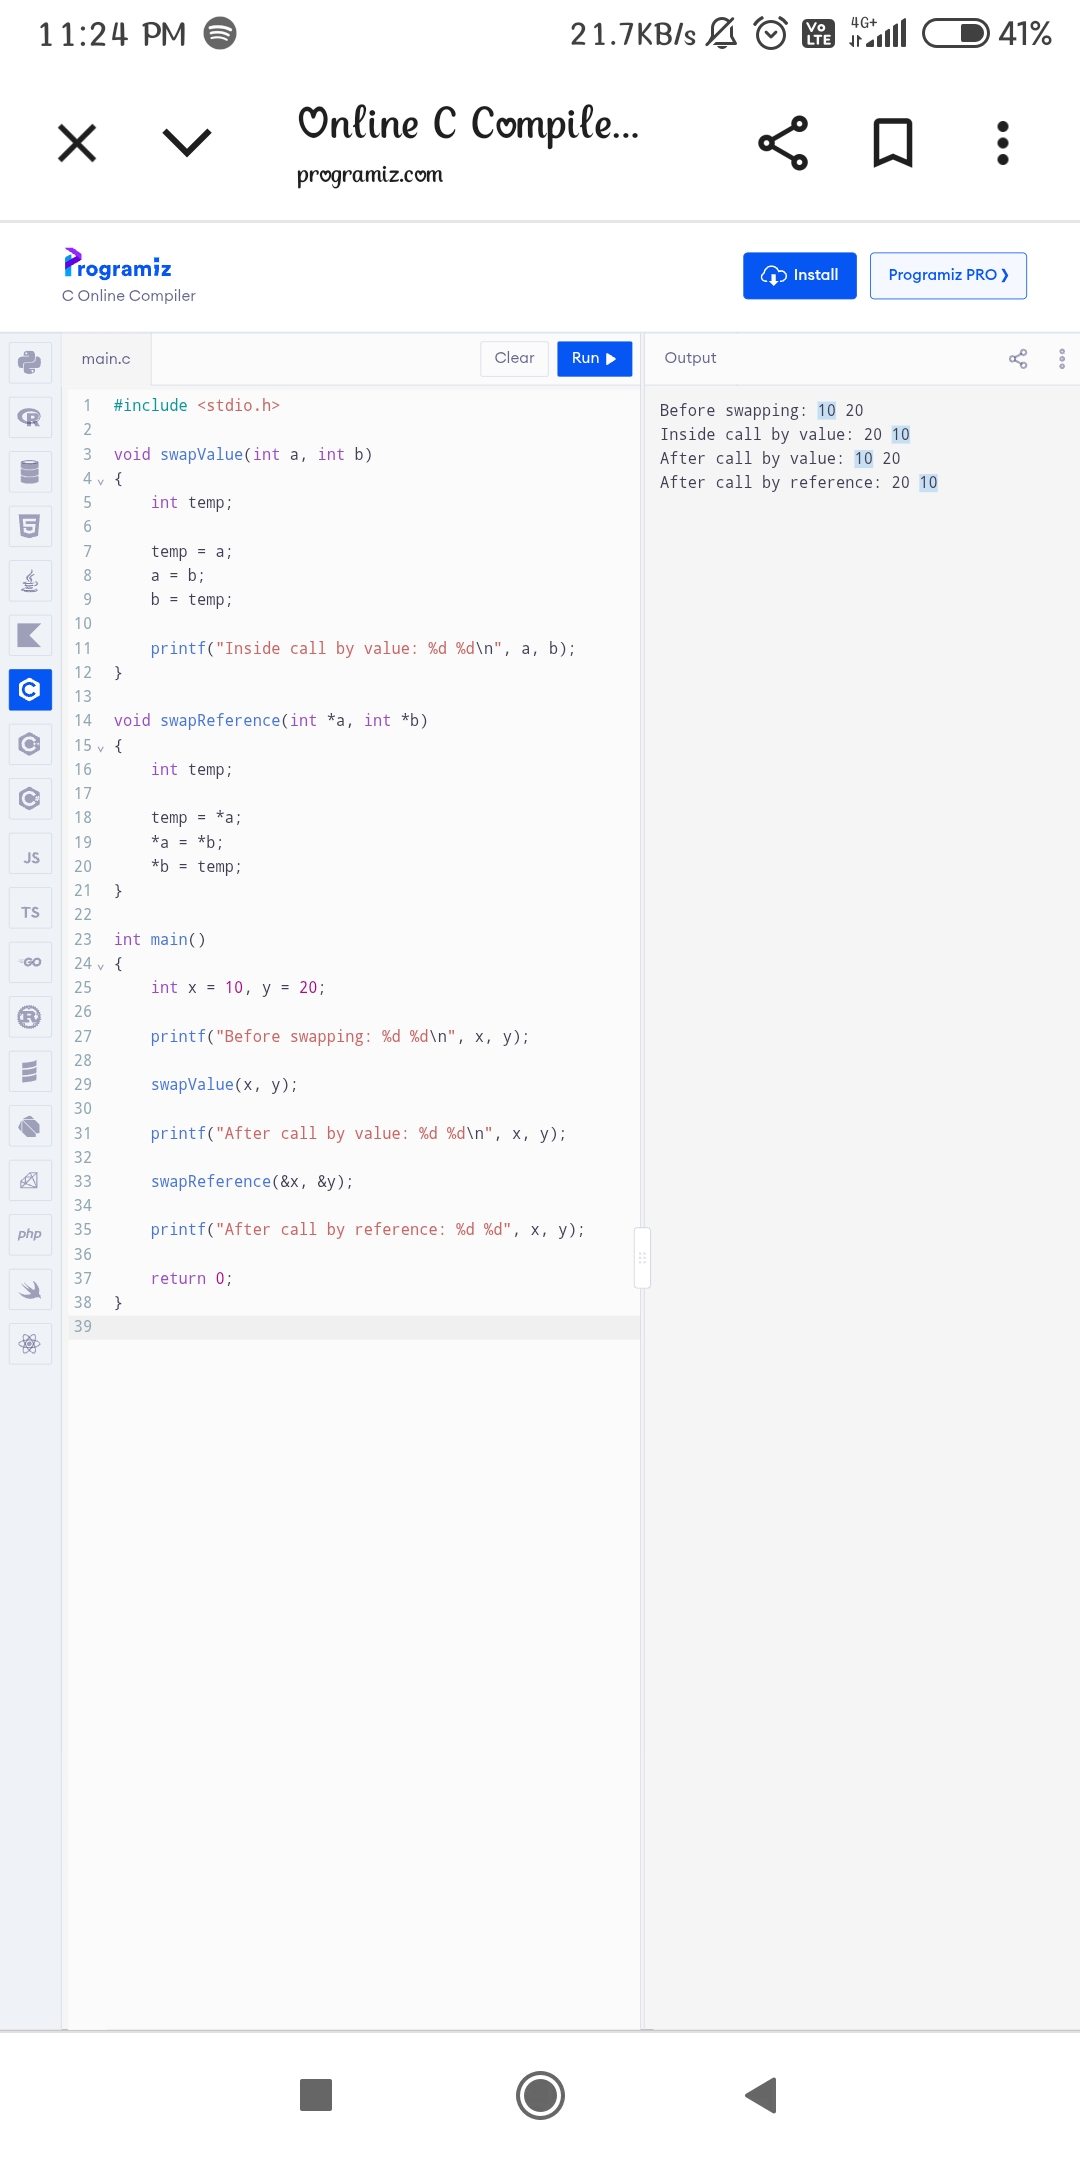 11:24 PM 21.7KB/s Vo LTE 4G+ 41%
Online C Compile...
programiz.com
Programiz
C Online Compiler
Install
Programiz PRO ❯
main.c
Clear
Run
Output
1 #include <stdio.h>
2
3 void swapValue(int a, int b)
4 {
5 int temp;
6
7 temp = a;
8 a = b;
9 b = temp;
10
11 printf("Inside call by value: %d %d\n", a, b);
12 }
13
14 void swapReference(int *a, int *b)
15 {
16 int temp;
17
18 temp = *a;
19 *a = *b;
20 *b = temp;
21 }
22
23 int main()
24 {
25 int x = 10, y = 20;
26
27 printf("Before swapping: %d %d\n", x, y);
28
29 swapValue(x, y);
30
31 printf("After call by value: %d %d\n", x, y);
32
33 swapReference(&x, &y);
34
35 printf("After call by reference: %d %d", x, y);
36
37 return 0;
38 }
39
Before swapping: 10 20
Inside call by value: 20 10
After call by value: 10 20
After call by reference: 20 10
R
5
C
C
C
JS
TS
GO
R
php